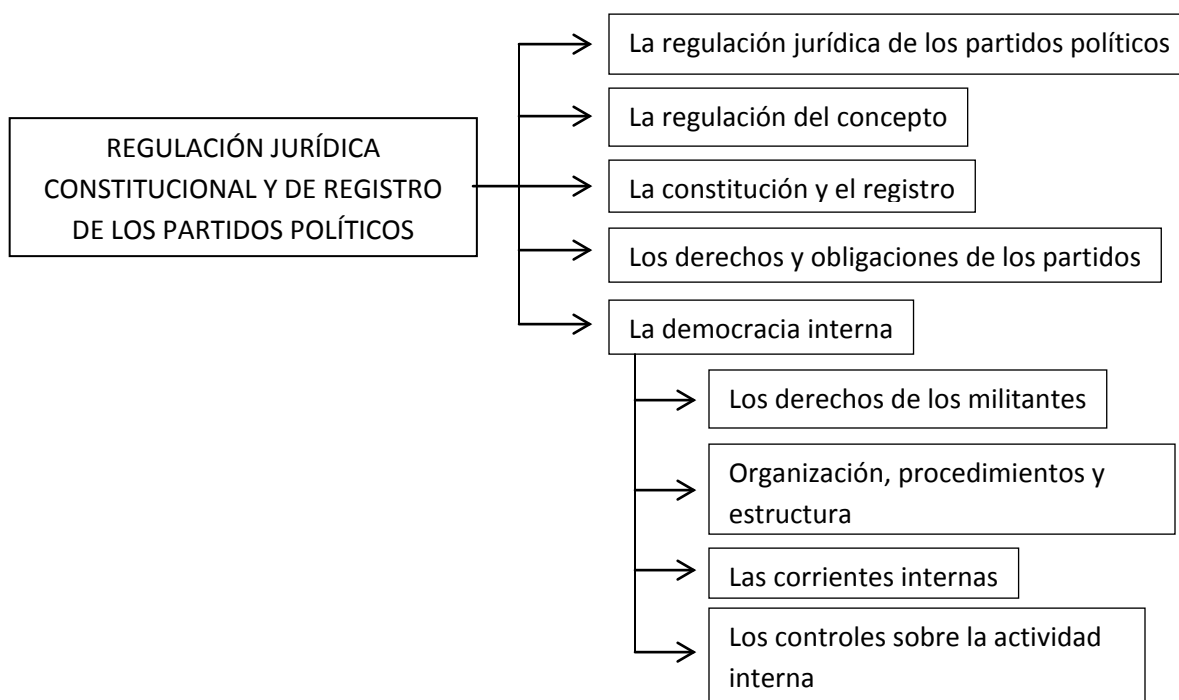 La regulación jurídica de los partidos políticos
La regulación del concepto
REGULACIÓN JURÍDICA
CONSTITUCIONAL Y DE REGISTRO
DE LOS PARTIDOS POLÍTICOS
La constitución y el registro
Los derechos y obligaciones de los partidos
La democracia interna
Los derechos de los militantes
Organización, procedimientos y
estructura
Las corrientes internas
Los controles sobre la actividad
interna